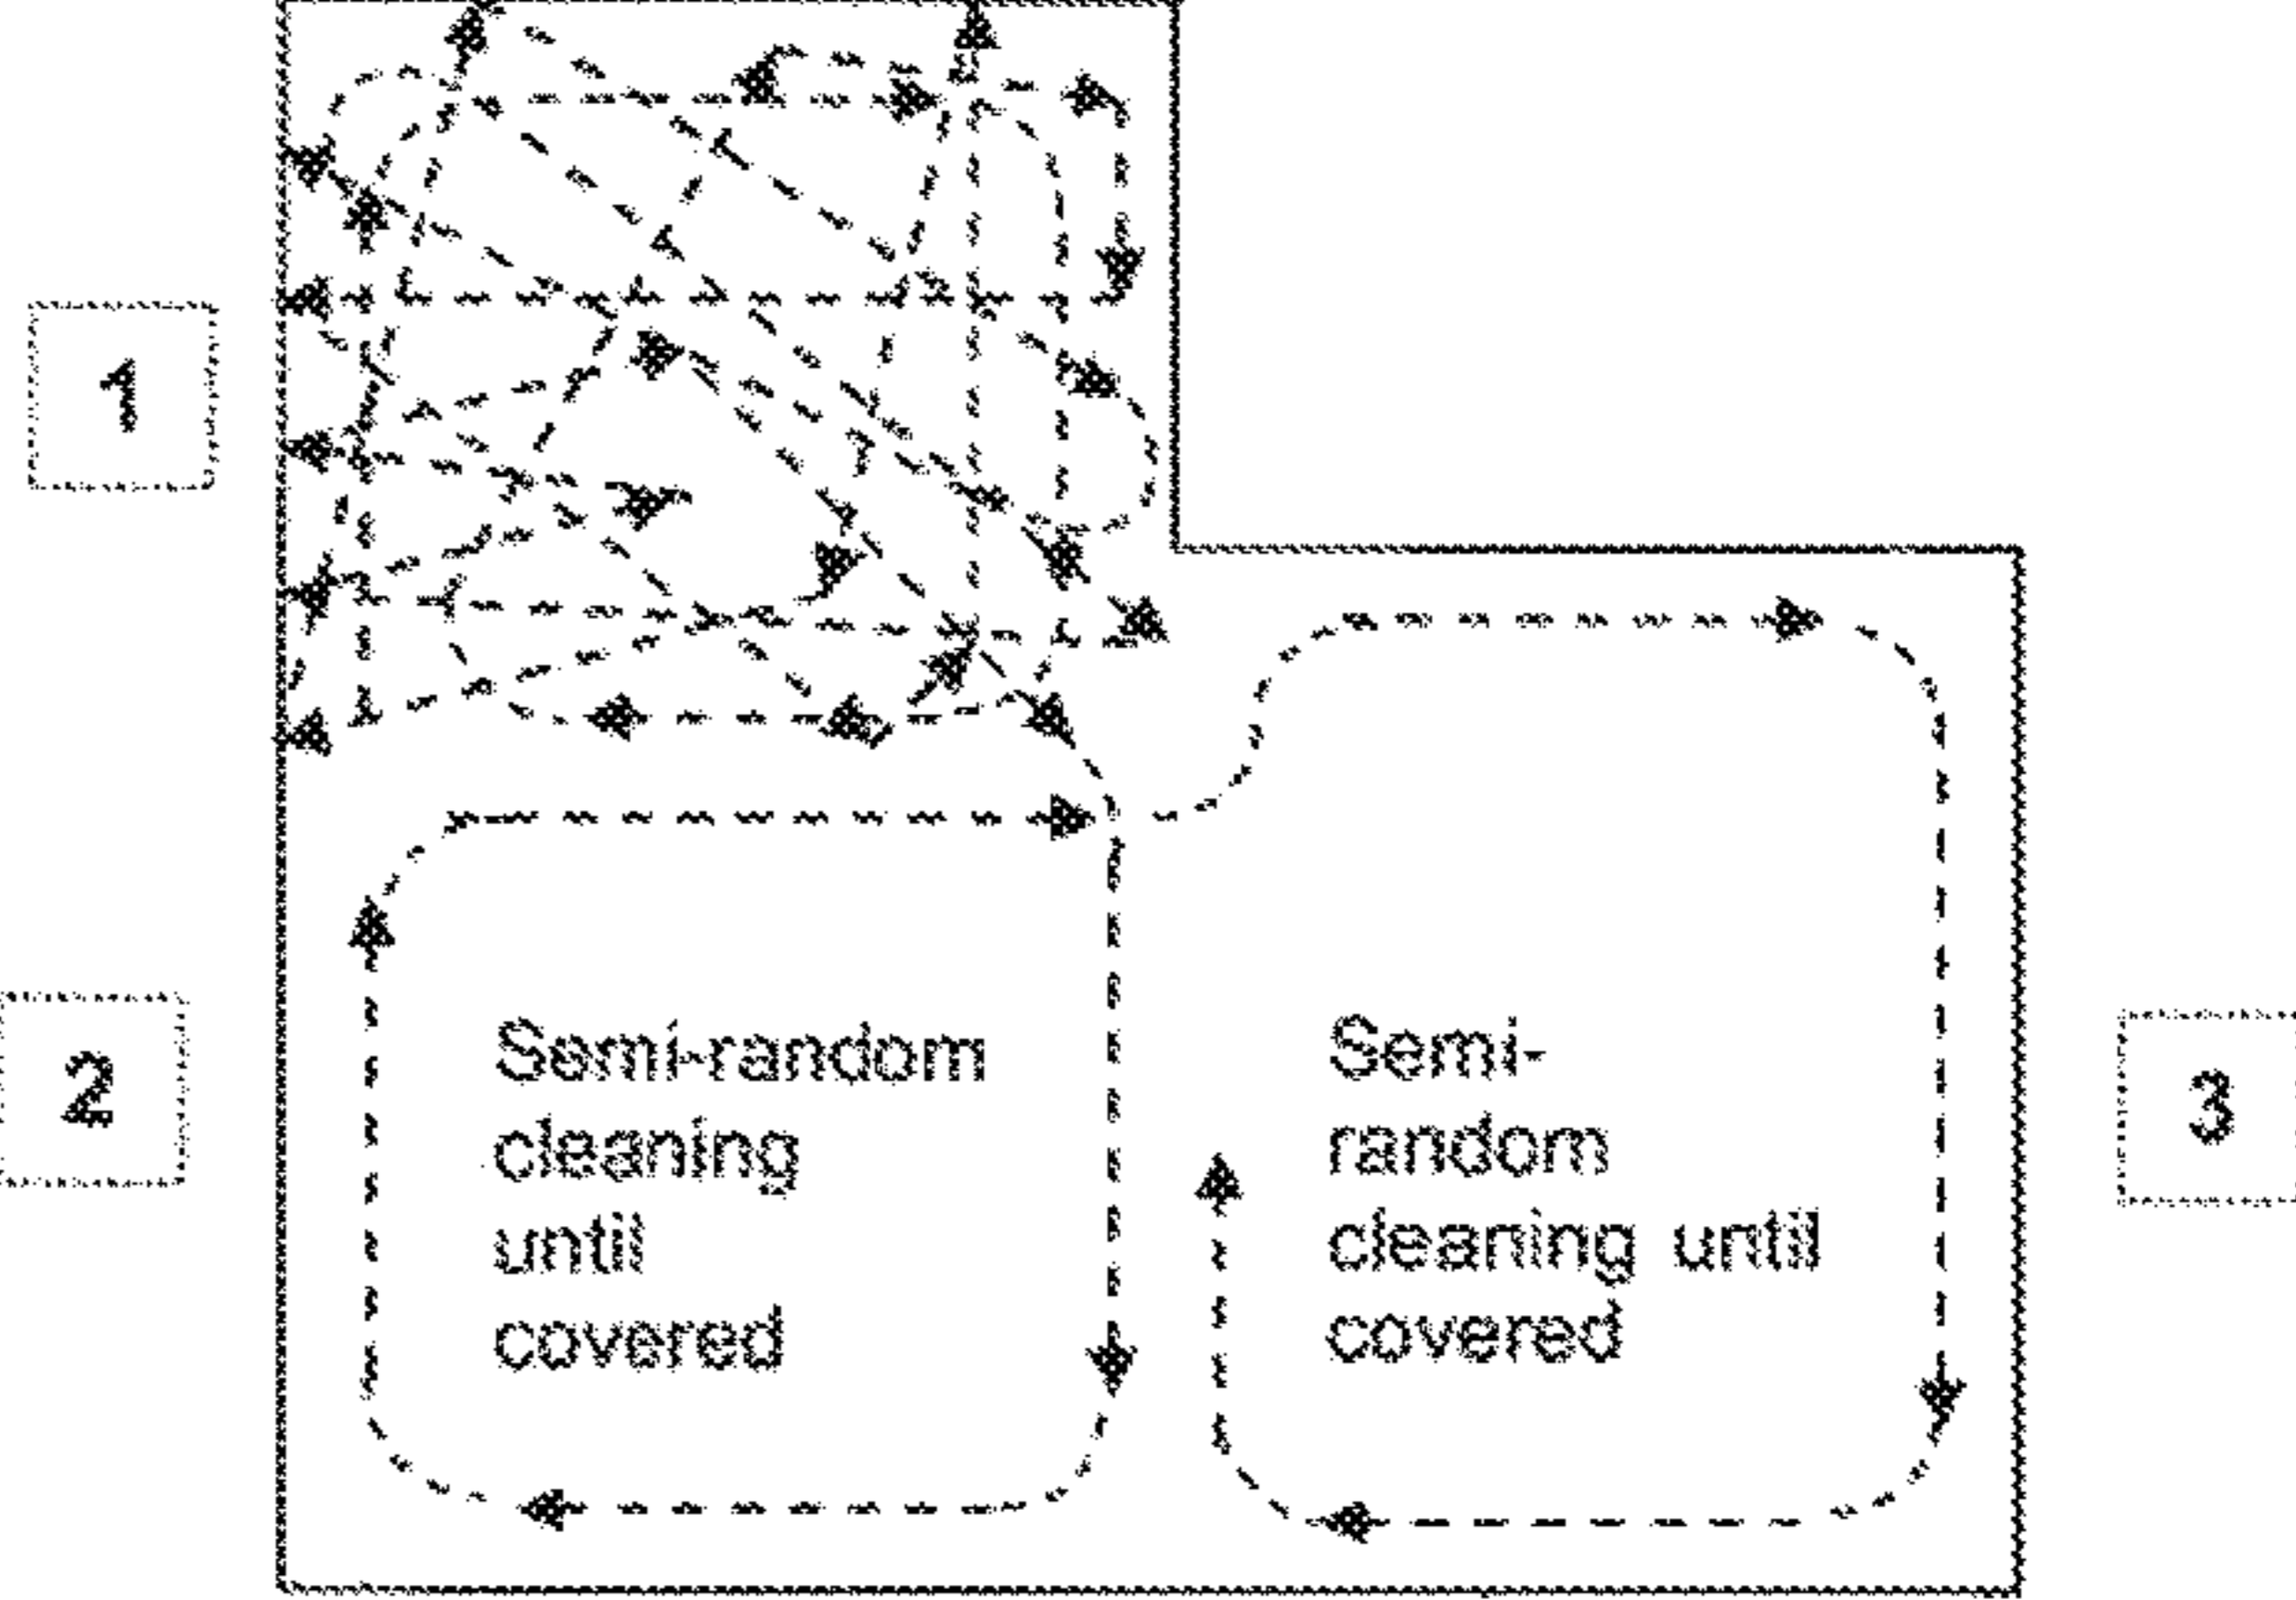 1
2
Semi-random
cleaning
until
covered
Semi-
random
cleaning until
covered
3